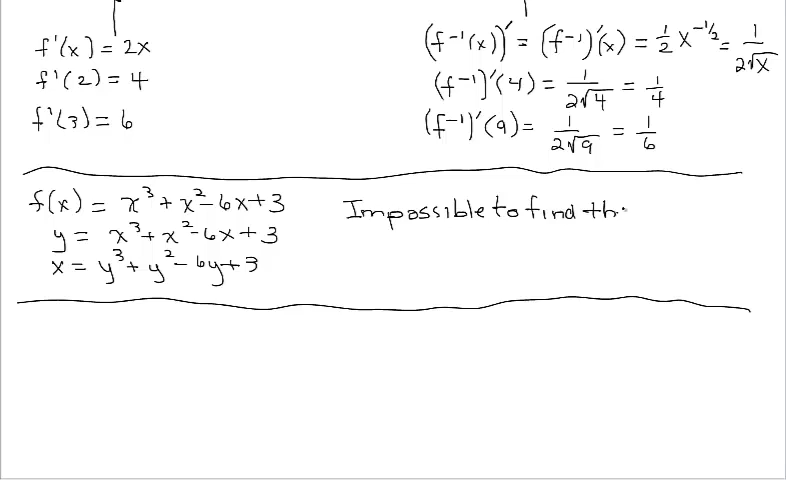 f'(x) = 2x
f'(2) = 4
f'(3) = 6
(f⁻¹(x))' = (f⁻¹)'(x) = 1/2 x^(-1/2) = 1/(2√x)
(f⁻¹)'(4) = 1/(2√4) = 1/4
(f⁻¹)'(9) = 1/(2√9) = 1/6
f(x) = x³ + x² - 6x + 3
y = x³ + x² - 6x + 3
x = y³ + y² - 6y + 3
Impossible to find th